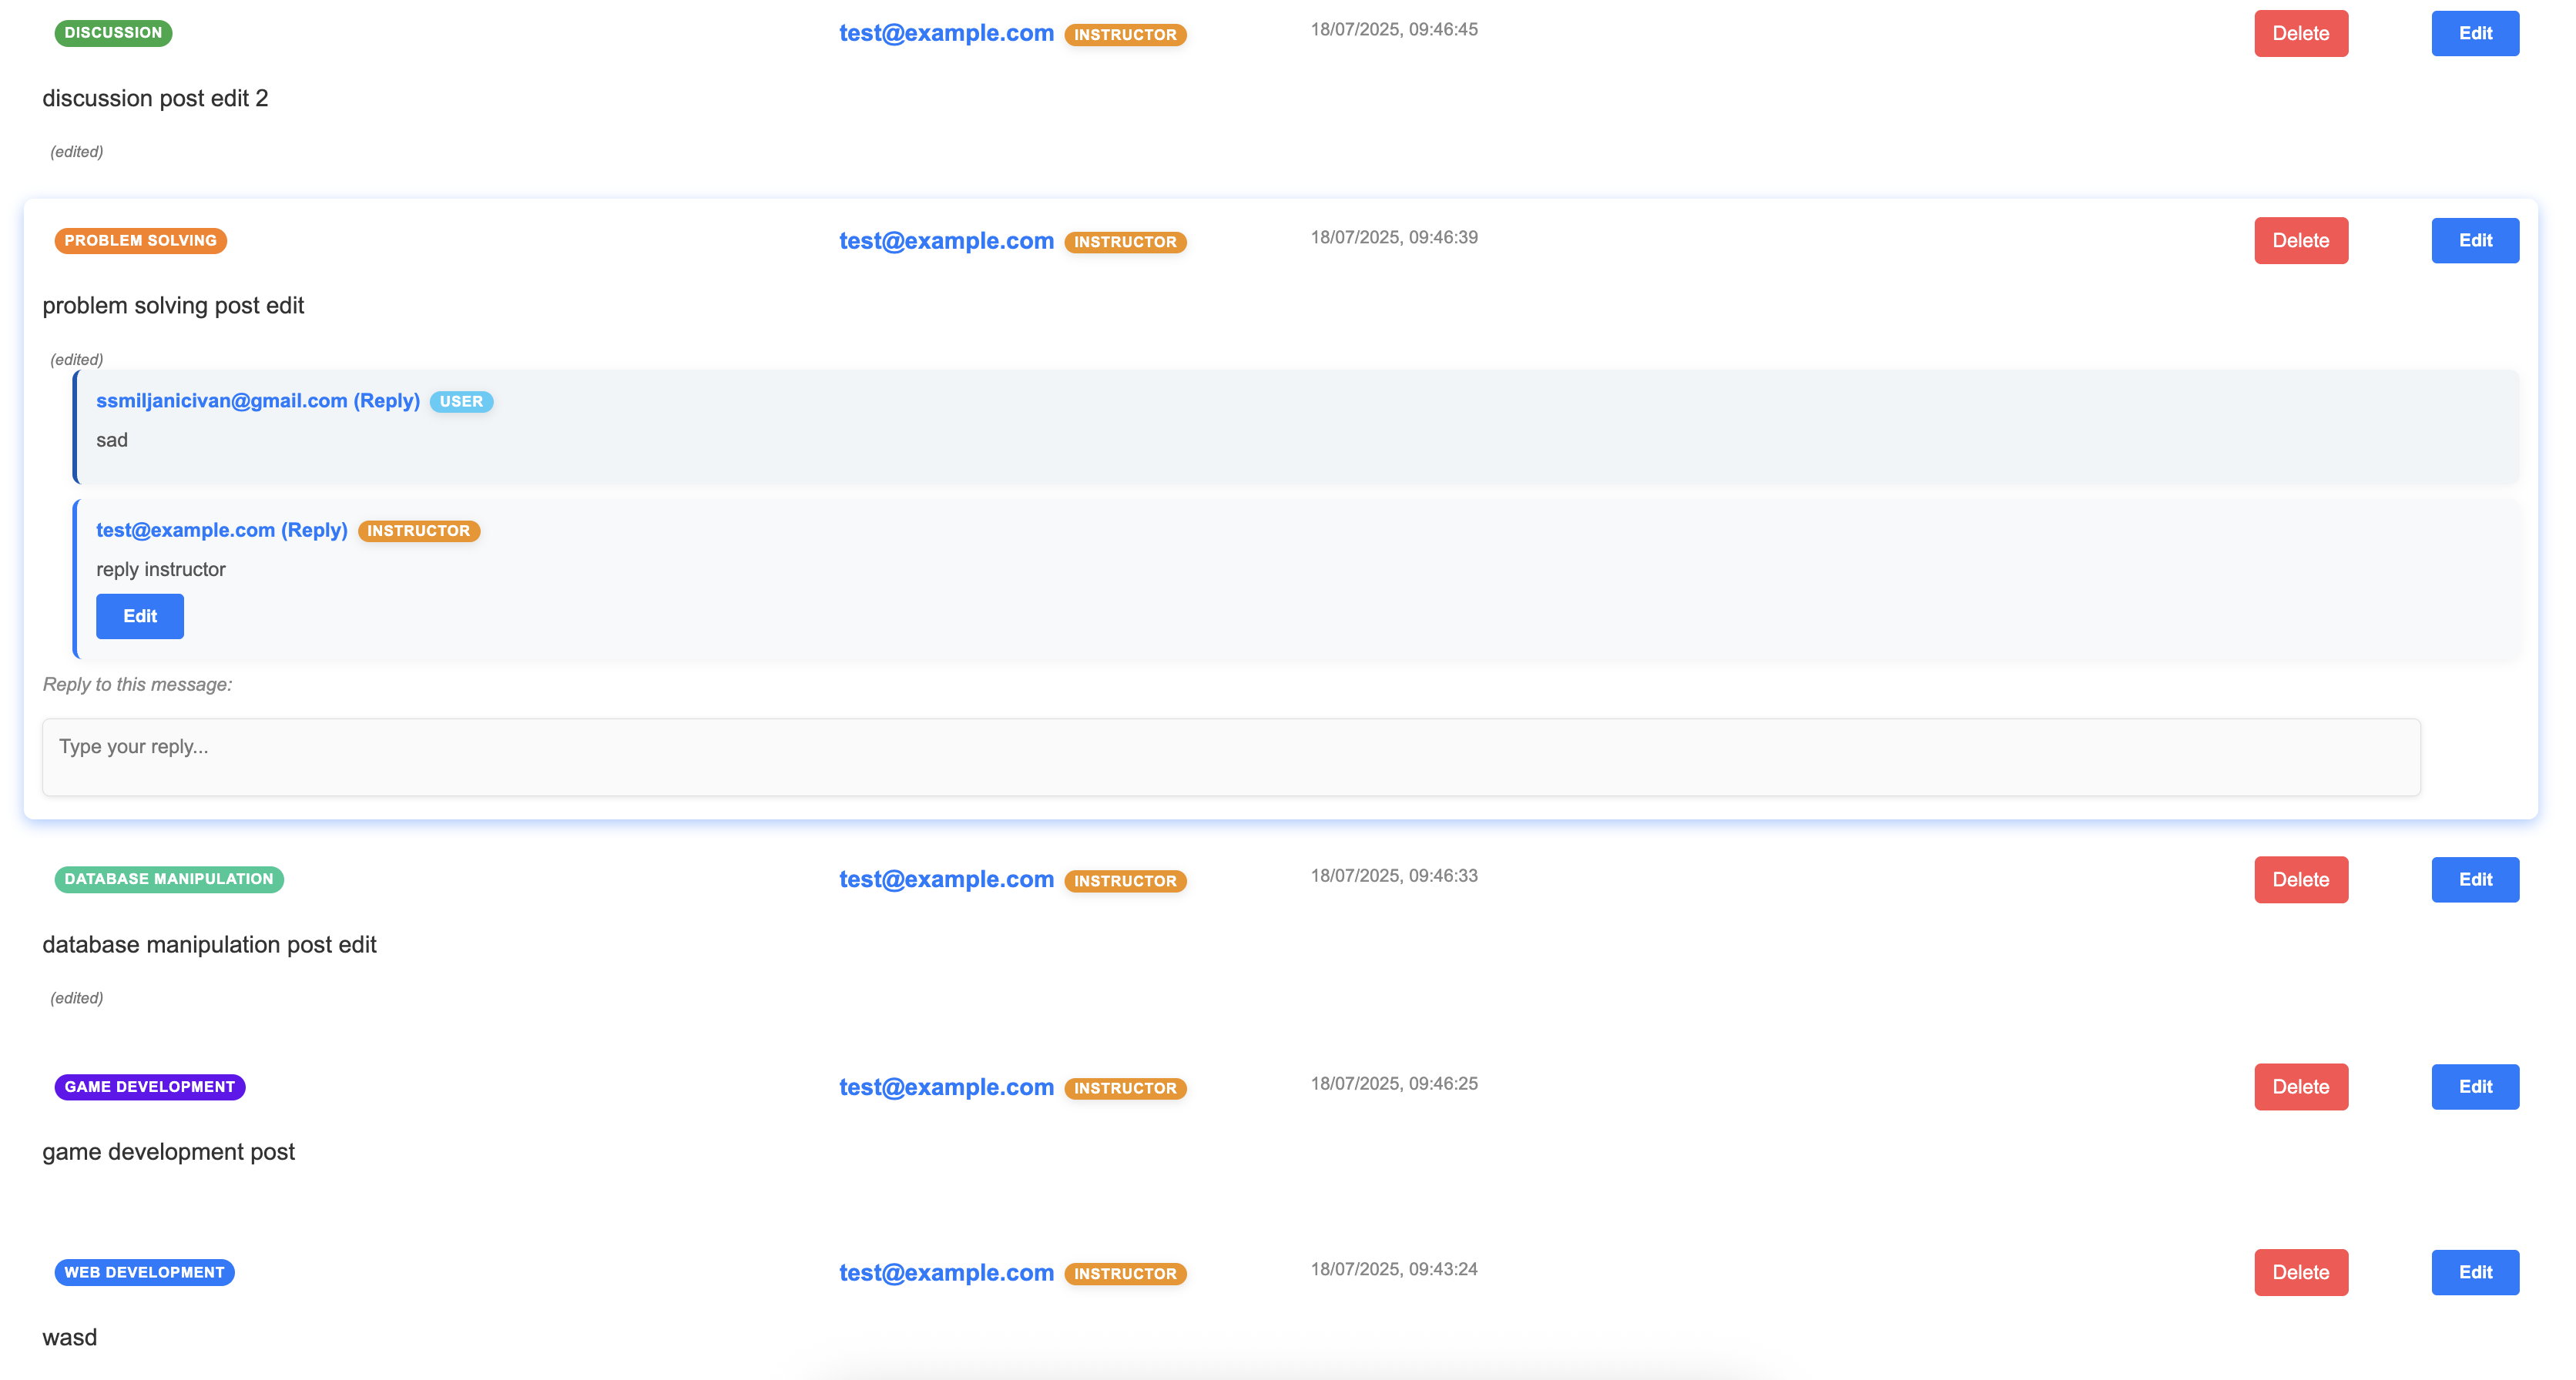 DISCUSSION test@example.com INSTRUCTOR 18/07/2025, 09:46:45 Delete Edit
discussion post edit 2
(edited)
PROBLEM SOLVING test@example.com INSTRUCTOR 18/07/2025, 09:46:39 Delete Edit
problem solving post edit
(edited)
ssmiljanicivan@gmail.com (Reply) USER
sad
test@example.com (Reply) INSTRUCTOR
reply instructor
Edit
Reply to this message:
Type your reply...
DATABASE MANIPULATION test@example.com INSTRUCTOR 18/07/2025, 09:46:33 Delete Edit
database manipulation post edit
(edited)
GAME DEVELOPMENT test@example.com INSTRUCTOR 18/07/2025, 09:46:25 Delete Edit
game development post
WEB DEVELOPMENT test@example.com INSTRUCTOR 18/07/2025, 09:43:24 Delete Edit
wasd